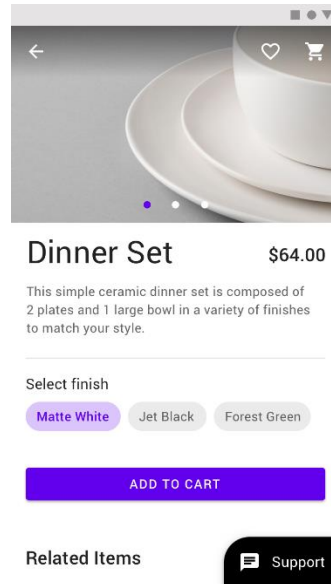 Dinner Set
$64.00
This simple ceramic dinner set is composed of
2 plates and 1 large bowl in a variety of finishes
to match your style.
Select finish
Matte White Jet Black Forest Green
ADD TO CART
Related Items
Support